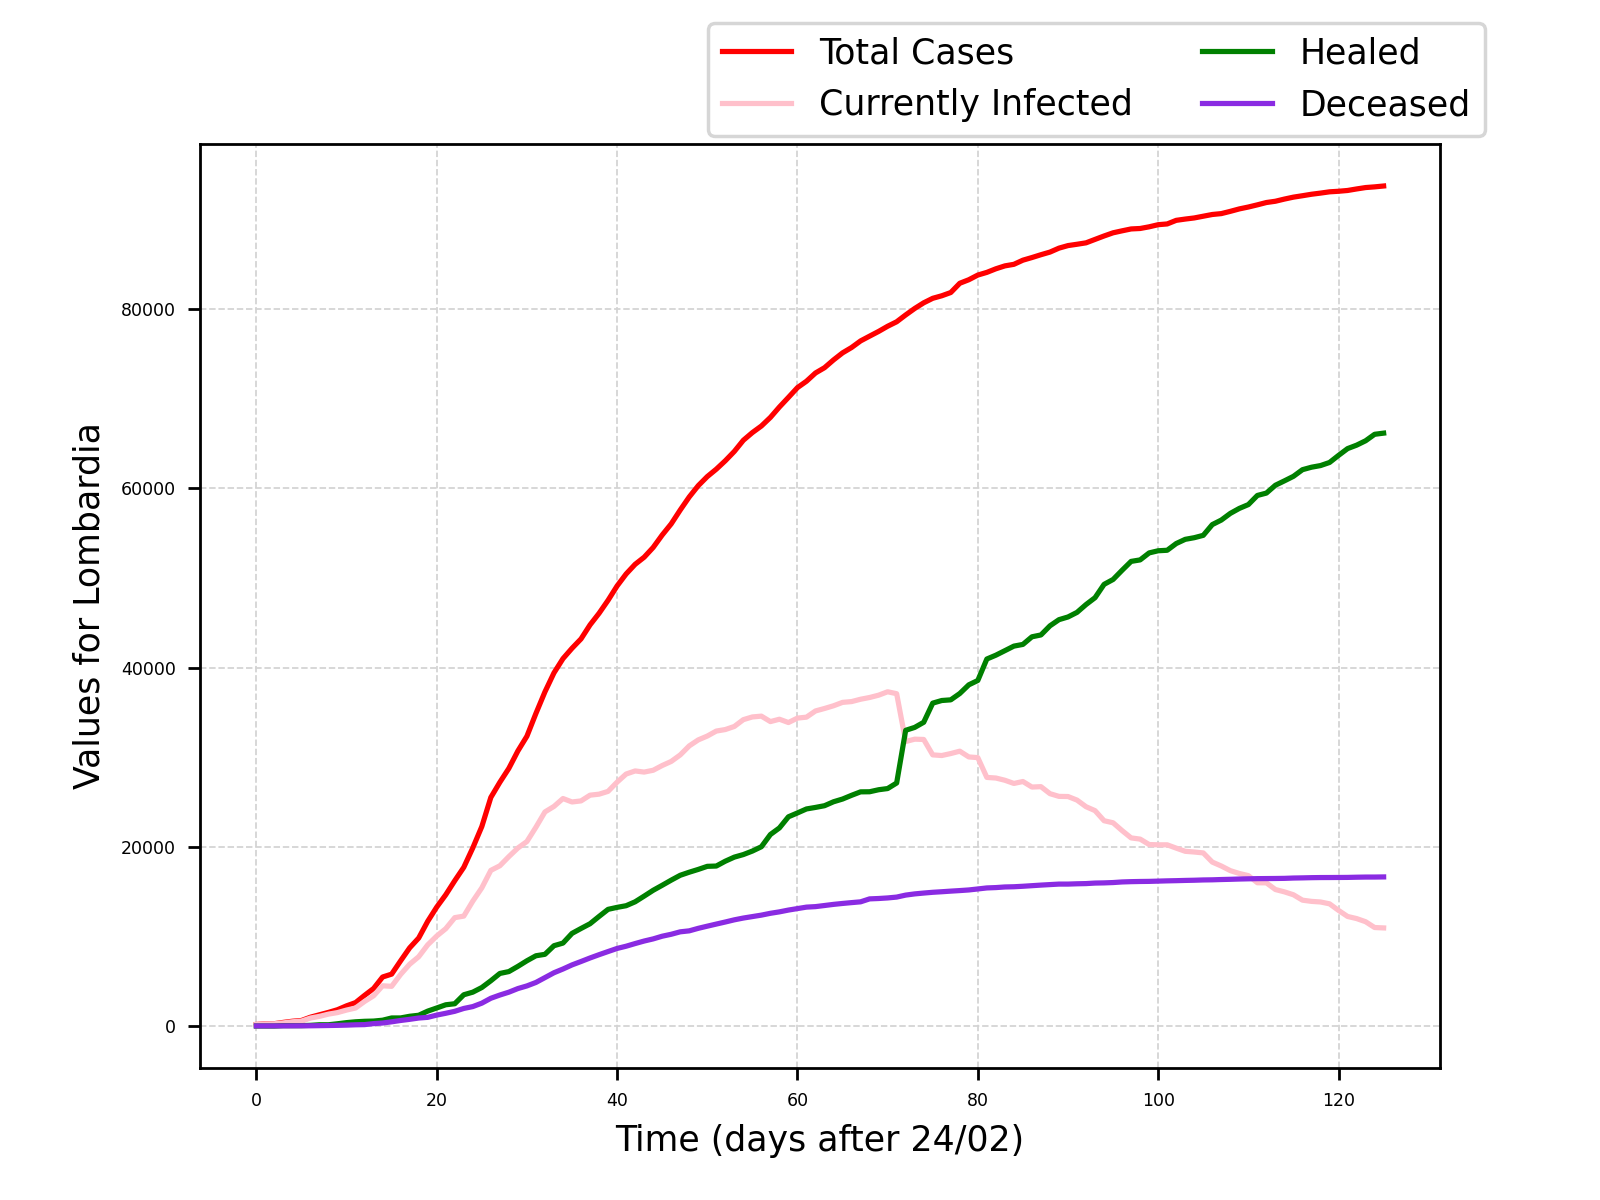 Total Cases
Currently Infected
Healed
Deceased
80000
60000
40000
20000
0
Values for Lombardia
0 20 40 60 80 100 120
Time (days after 24/02)